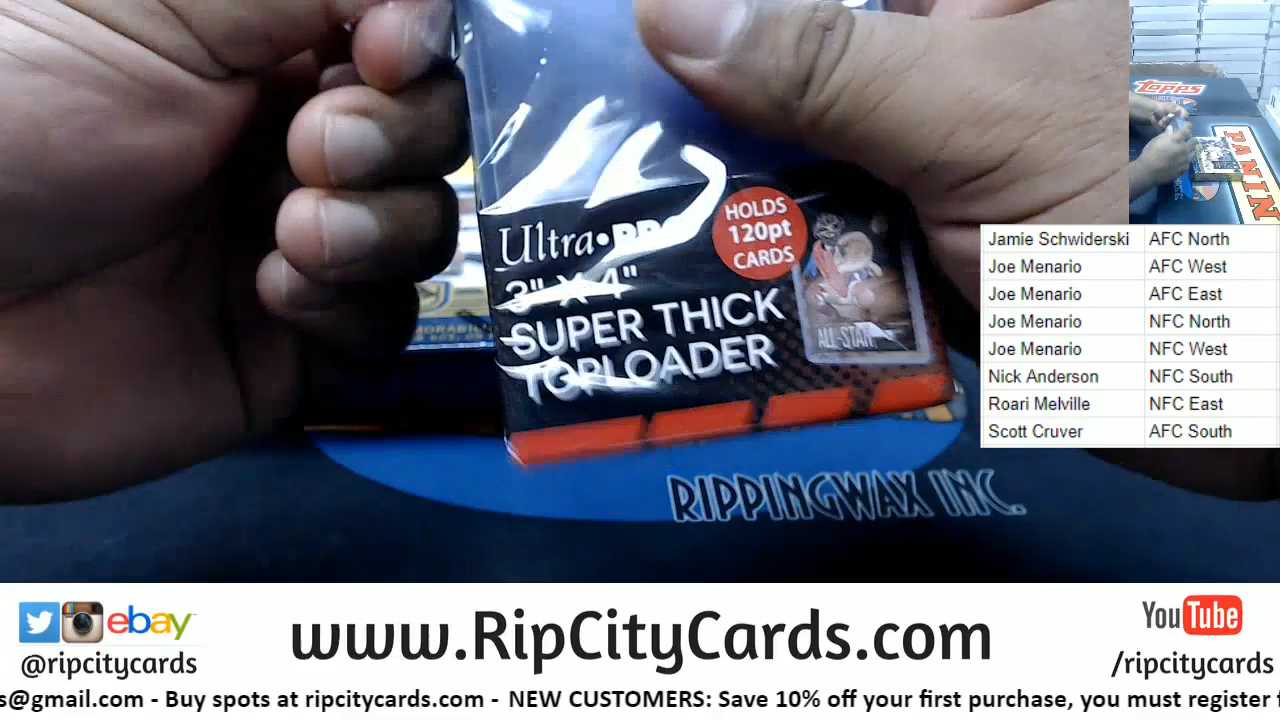 Ultra•PRO
3" X 4"
SUPER THICK
TOPLOADER
HOLDS
120pt
CARDS
ALL-STAR
RIPPINGWAX INC.
TOPPS
PANIN
Jamie Schwiderski AFC North
Joe Menario AFC West
Joe Menario AFC East
Joe Menario NFC North
Joe Menario NFC West
Nick Anderson NFC South
Roari Melville NFC East
Scott Cruver AFC South
ebay
@ripcitycards
www.RipCityCards.com
YouTube
/ripcitycards
s@gmail.com - Buy spots at ripcitycards.com - NEW CUSTOMERS: Save 10% off your first purchase, you must register f